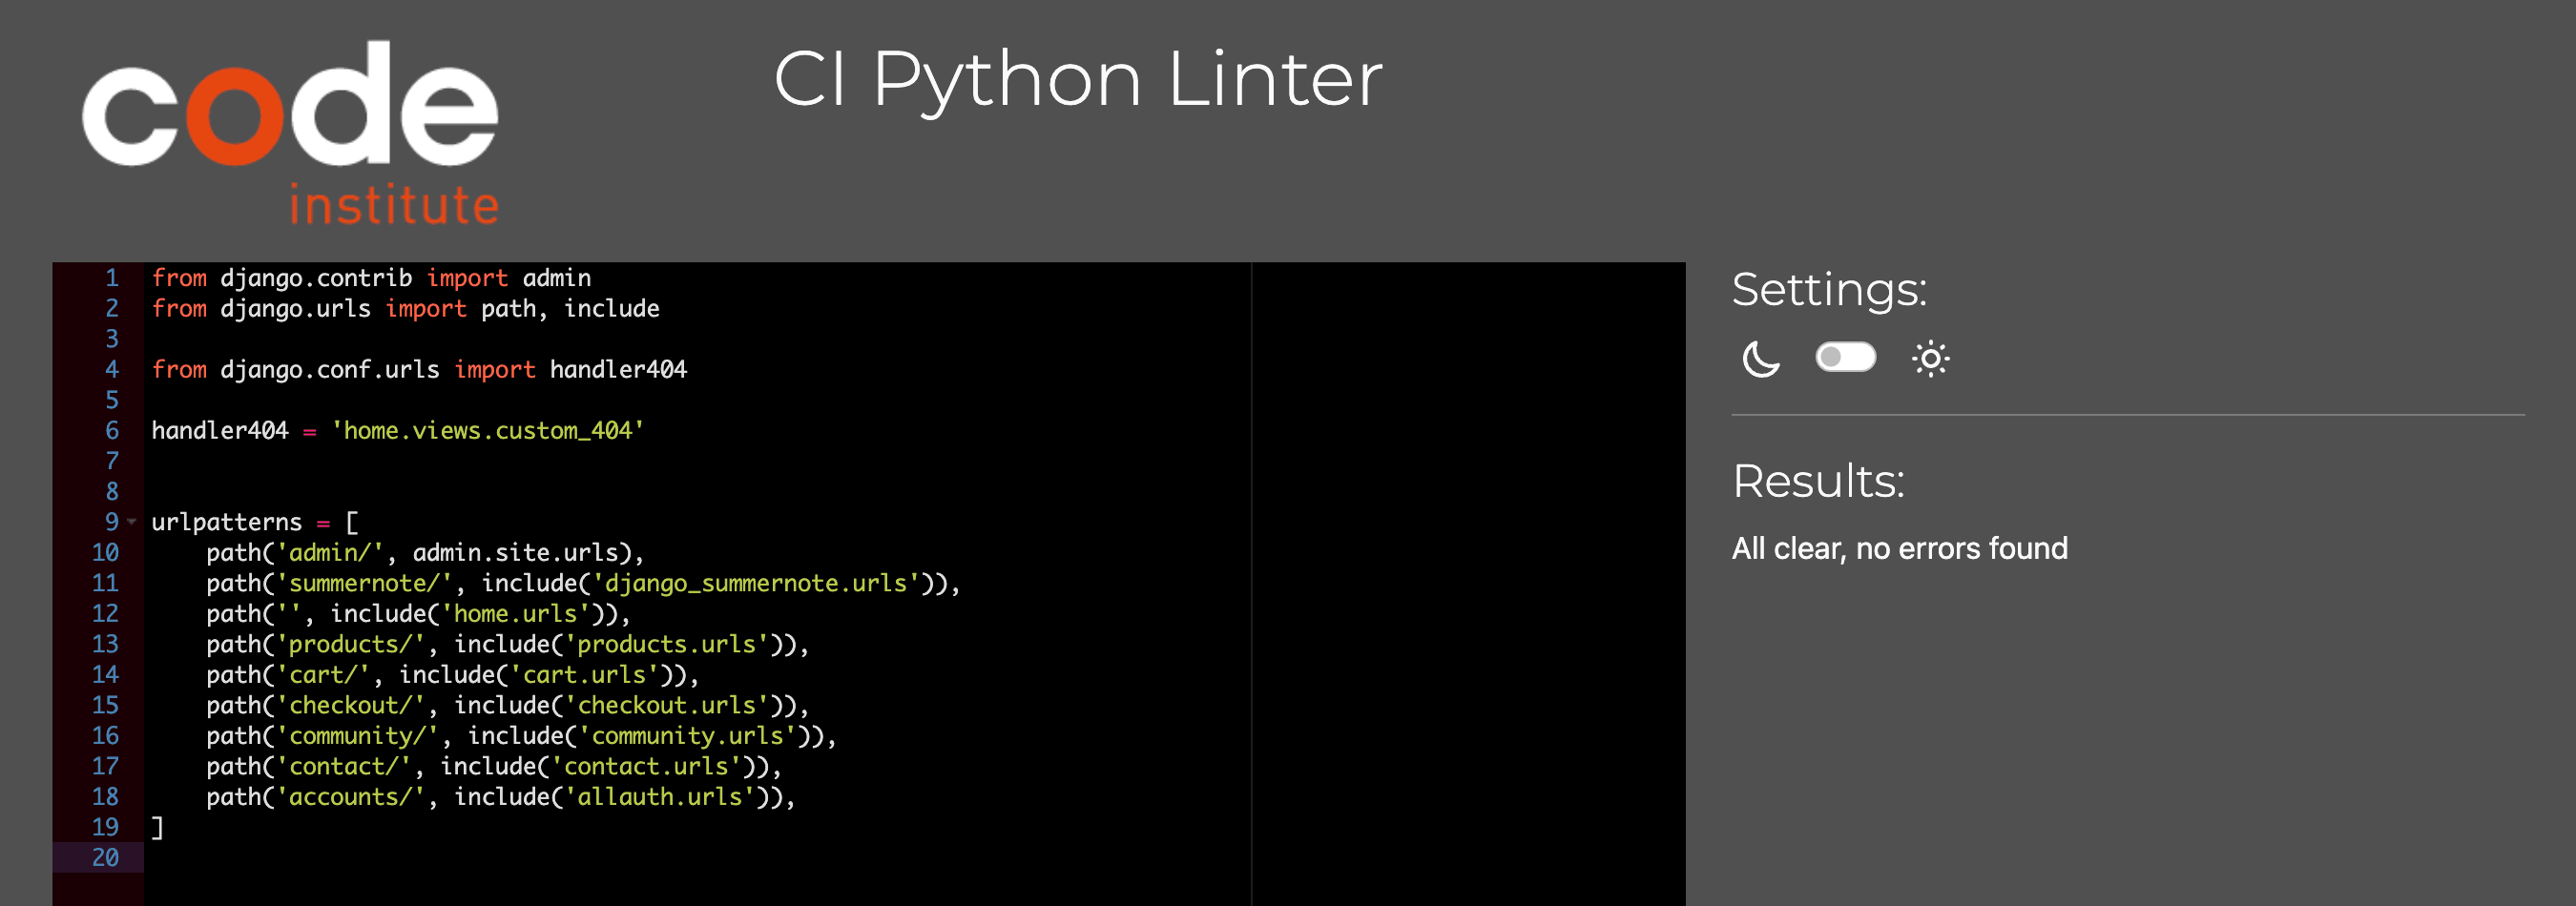 code
institute
CI Python Linter
1 from django.contrib import admin
2 from django.urls import path, include
3
4 from django.conf.urls import handler404
5
6 handler404 = 'home.views.custom_404'
7
8
9 urlpatterns = [
10     path('admin/', admin.site.urls),
11     path('summernote/', include('django_summernote.urls')),
12     path('', include('home.urls')),
13     path('products/', include('products.urls')),
14     path('cart/', include('cart.urls')),
15     path('checkout/', include('checkout.urls')),
16     path('community/', include('community.urls')),
17     path('contact/', include('contact.urls')),
18     path('accounts/', include('allauth.urls')),
19 ]
20
Settings:
Results:
All clear, no errors found